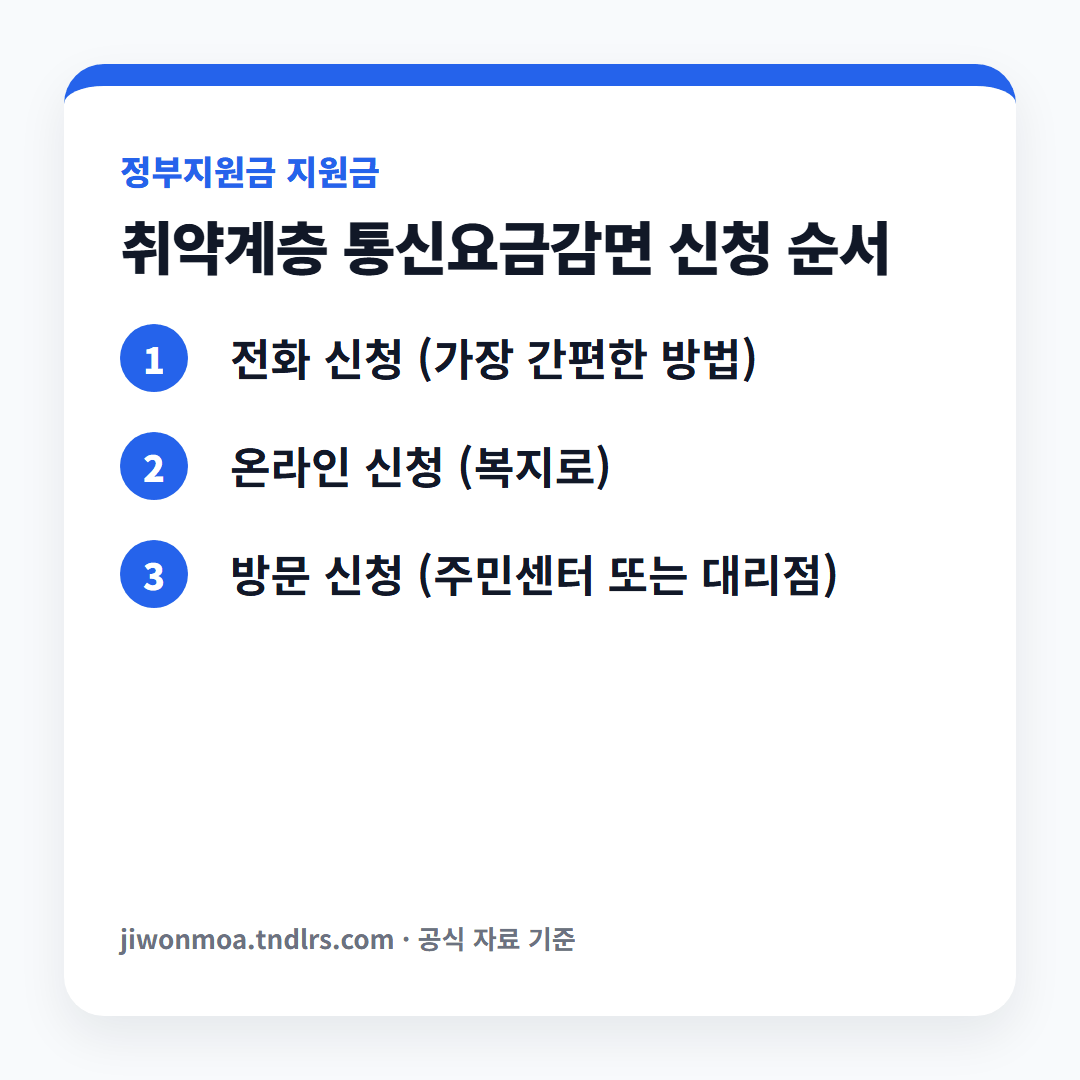 정부지원금 지원금
취약계층 통신요금감면 신청 순서
1 전화 신청 (가장 간편한 방법)
2 온라인 신청 (복지로)
3 방문 신청 (주민센터 또는 대리점)
jiwonmoa.tndlrs.com · 공식 자료 기준